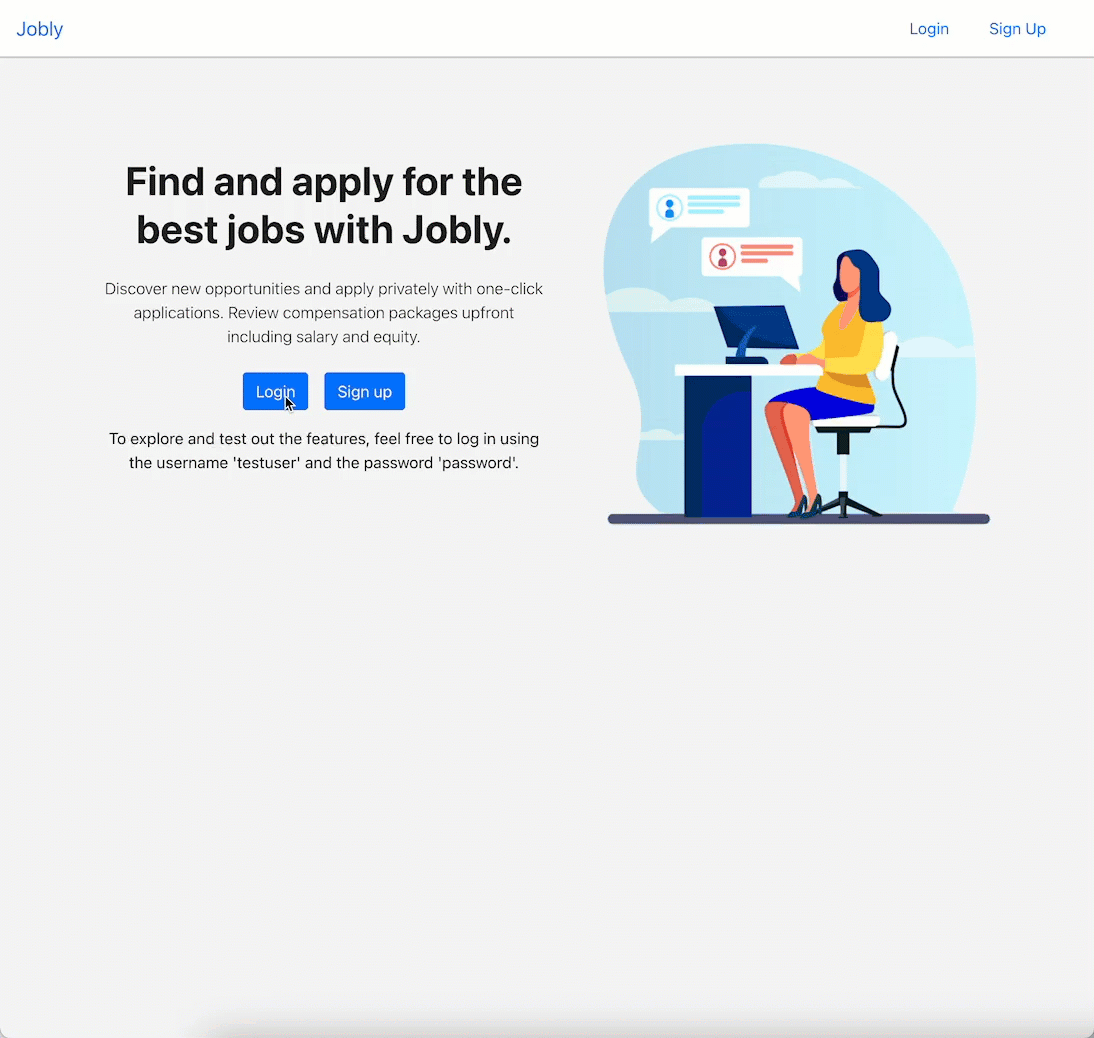 Jobly
Login
Sign Up
Find and apply for the
best jobs with Jobly.
Discover new opportunities and apply privately with one-click
applications. Review compensation packages upfront
including salary and equity.
Login
Sign up
To explore and test out the features, feel free to log in using
the username 'testuser' and the password 'password'.